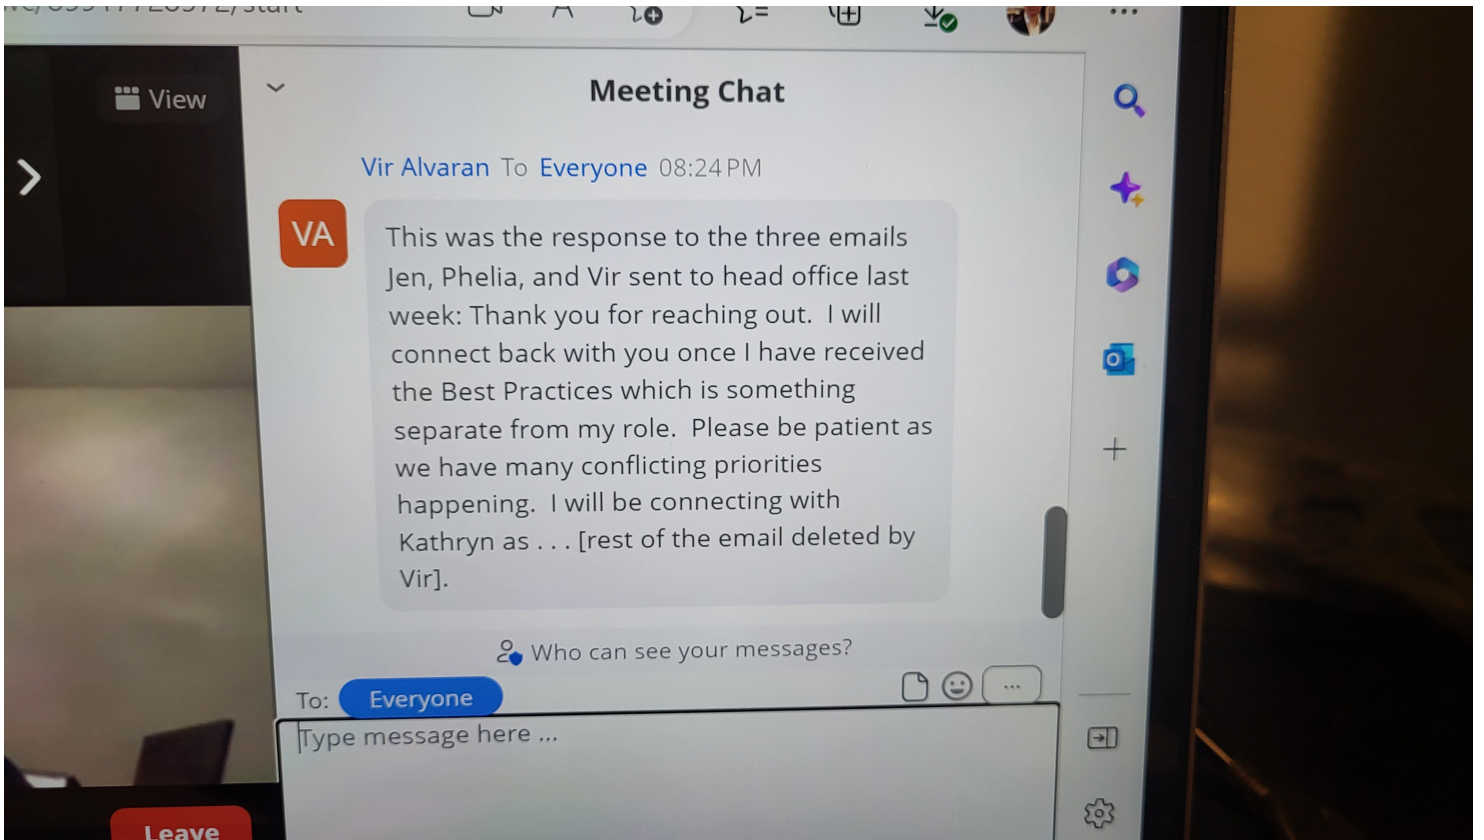 View
Meeting Chat
Vir Alvaran To Everyone 08:24 PM
VA
This was the response to the three emails
Jen, Phelia, and Vir sent to head office last
week: Thank you for reaching out.  I will
connect back with you once I have received
the Best Practices which is something
separate from my role.  Please be patient as
we have many conflicting priorities
happening.  I will be connecting with
Kathryn as . . . [rest of the email deleted by
Vir].
Who can see your messages?
To: Everyone
Type message here ...
Leave